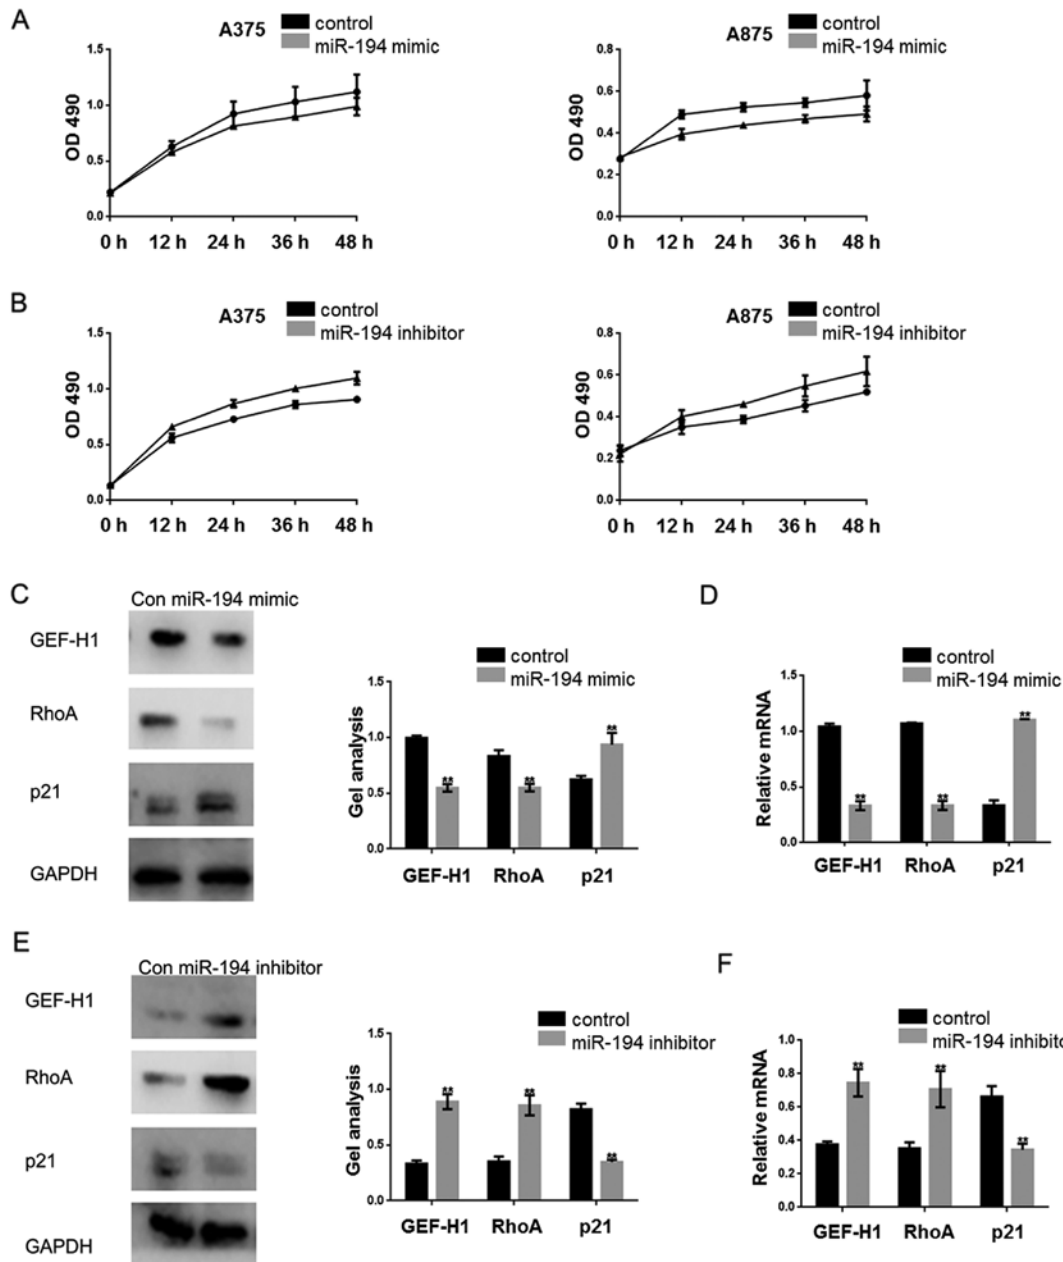 A
A375
control
miR-194 mimic
OD 490
1.5
1.0
0.5
0.0
0 h 12 h 24 h 36 h 48 h
A875
control
miR-194 mimic
OD 490
0.8
0.6
0.4
0.2
0.0
0 h 12 h 24 h 36 h 48 h
B
A375
control
miR-194 inhibitor
OD 490
1.5
1.0
0.5
0.0
0 h 12 h 24 h 36 h 48 h
A875
control
miR-194 inhibitor
OD 490
0.8
0.6
0.4
0.2
0.0
0 h 12 h 24 h 36 h 48 h
C
Con miR-194 mimic
GEF-H1
RhoA
p21
GAPDH
control
miR-194 mimic
Gel analysis
1.5
1.0
0.5
0.0
** ** **
GEF-H1 RhoA p21
D
control
miR-194 mimic
Relative mRNA
1.5
1.0
0.5
0.0
** ** **
GEF-H1 RhoA p21
E
Con miR-194 inhibitor
GEF-H1
RhoA
p21
GAPDH
control
miR-194 inhibitor
Gel analysis
1.5
1.0
0.5
0.0
** ** **
GEF-H1 RhoA p21
F
control
miR-194 inhibito
Relative mRNA
1.0
0.8
0.6
0.4
0.2
0.0
** ** **
GEF-H1 RhoA p21